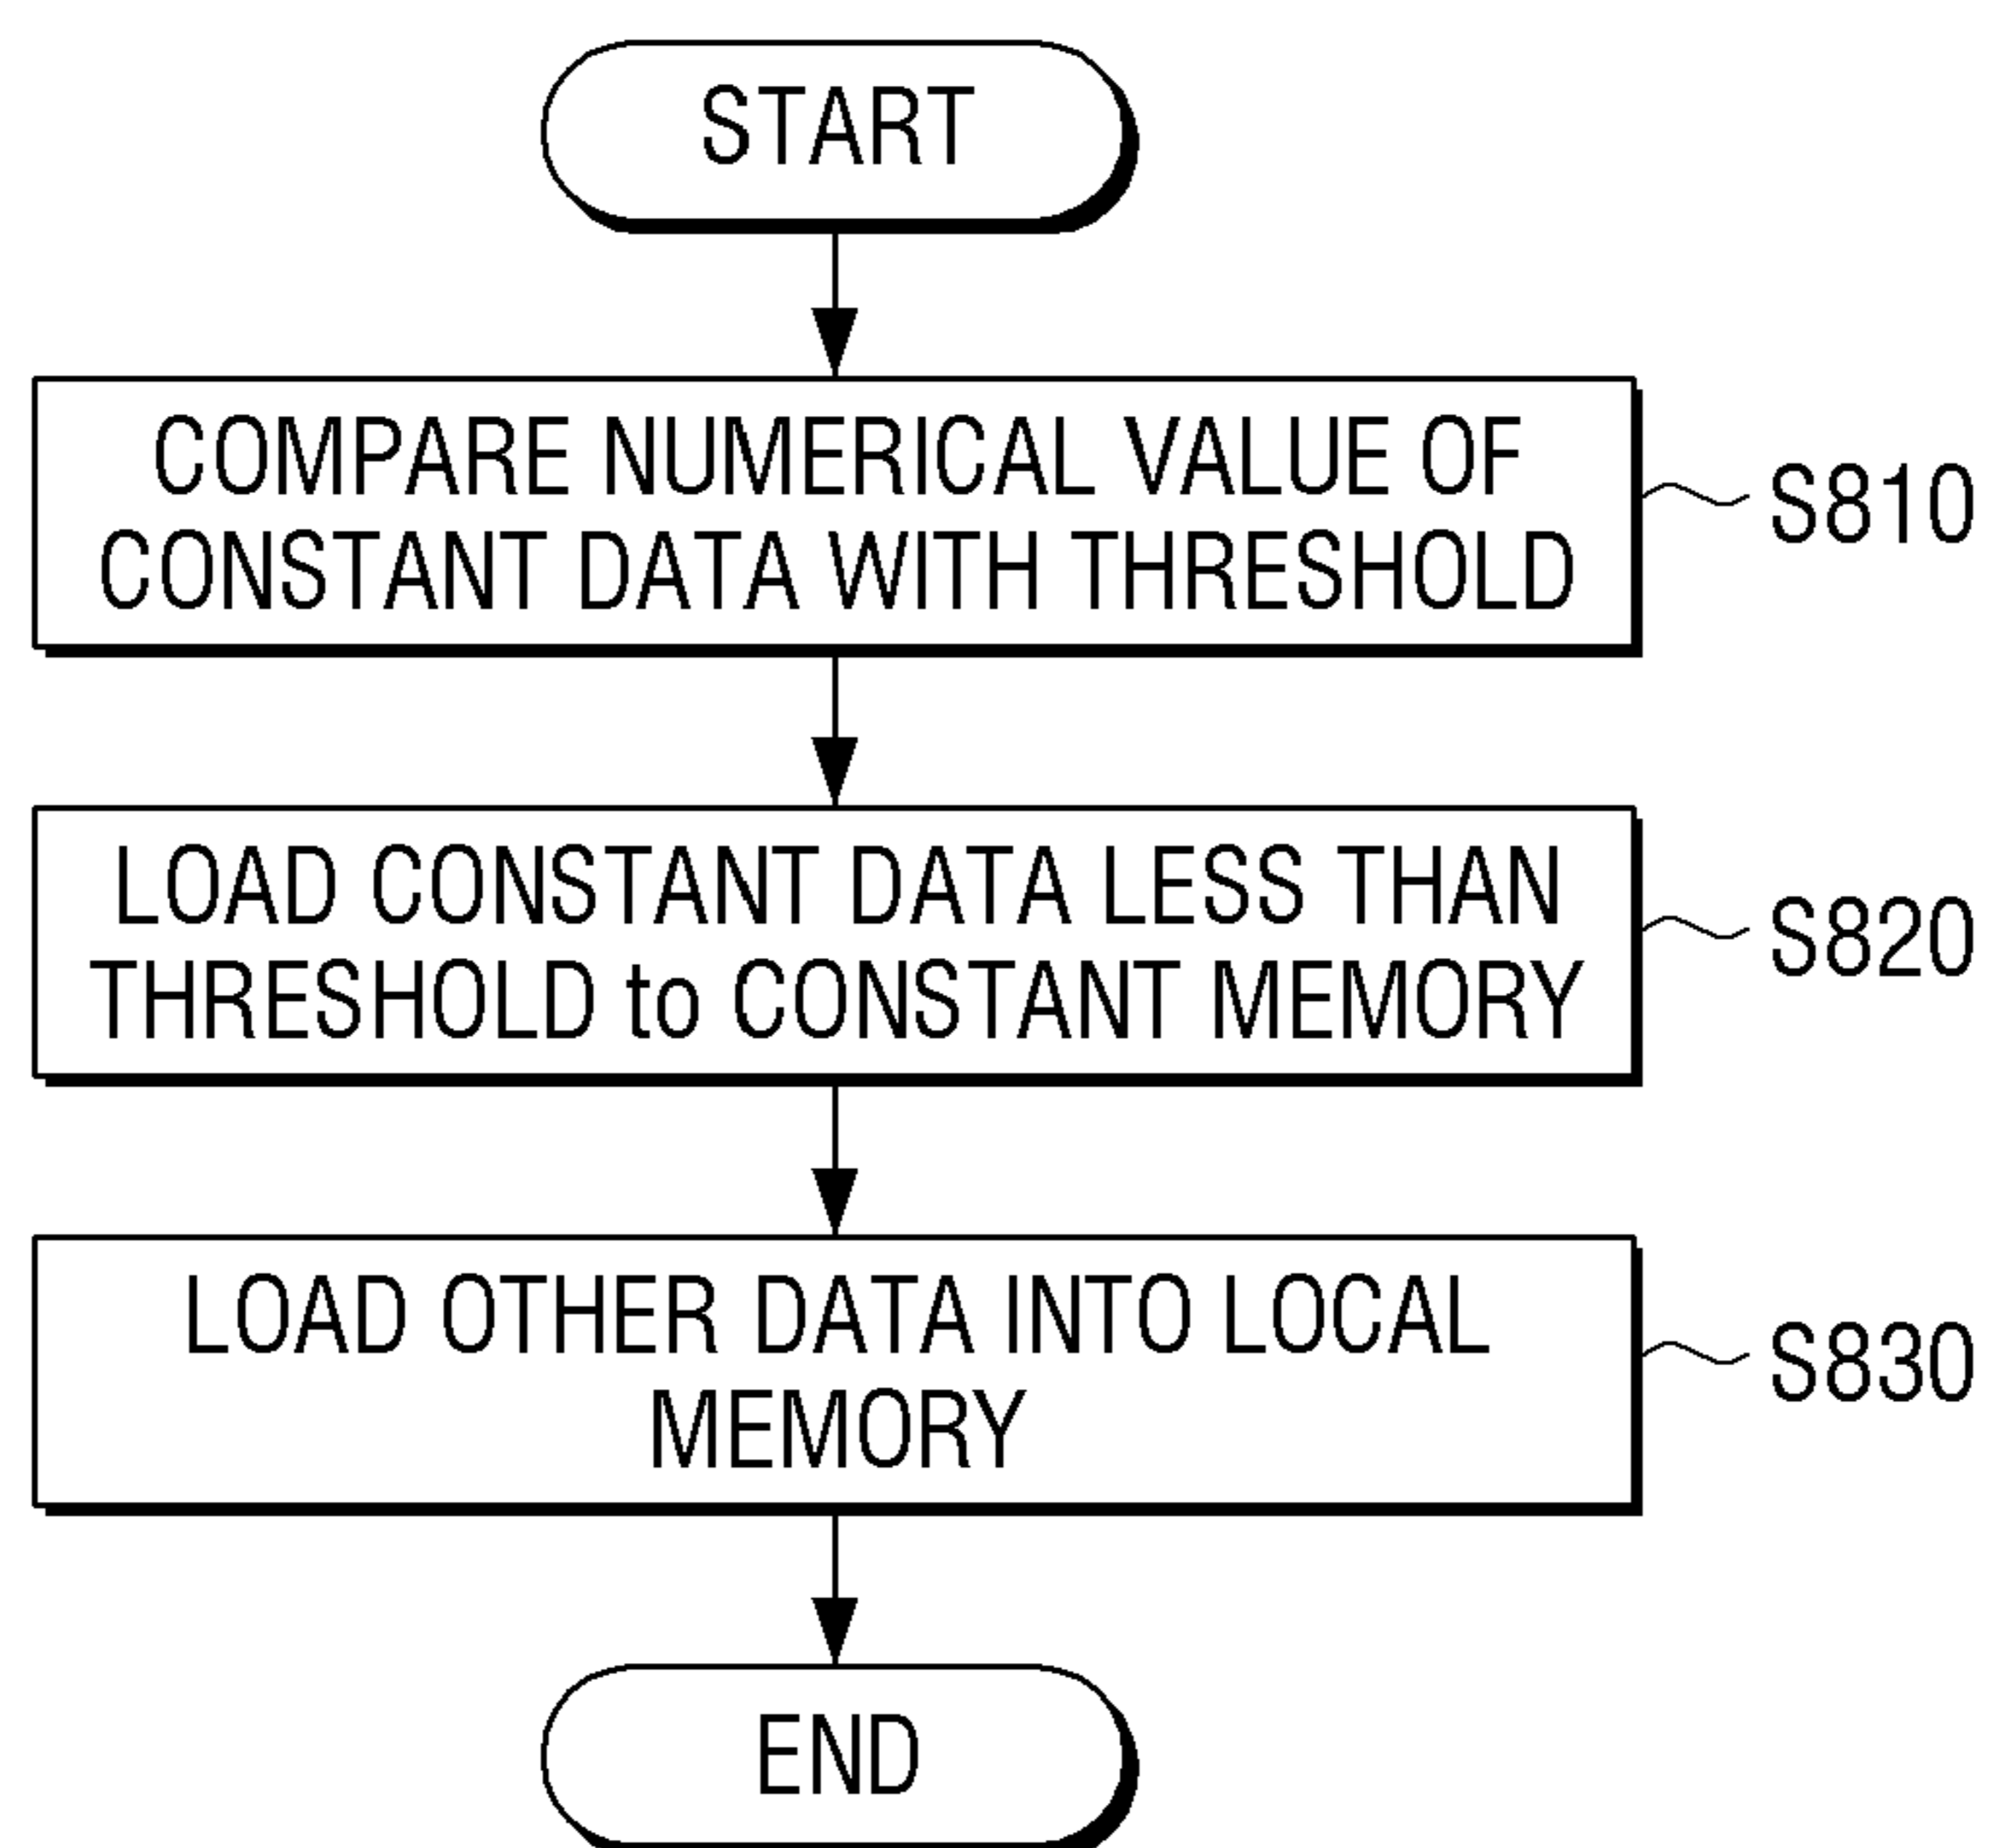 START
COMPARE NUMERICAL VALUE OF
CONSTANT DATA WITH THRESHOLD
S810
LOAD CONSTANT DATA LESS THAN
THRESHOLD to CONSTANT MEMORY
S820
LOAD OTHER DATA INTO LOCAL
MEMORY
S830
END